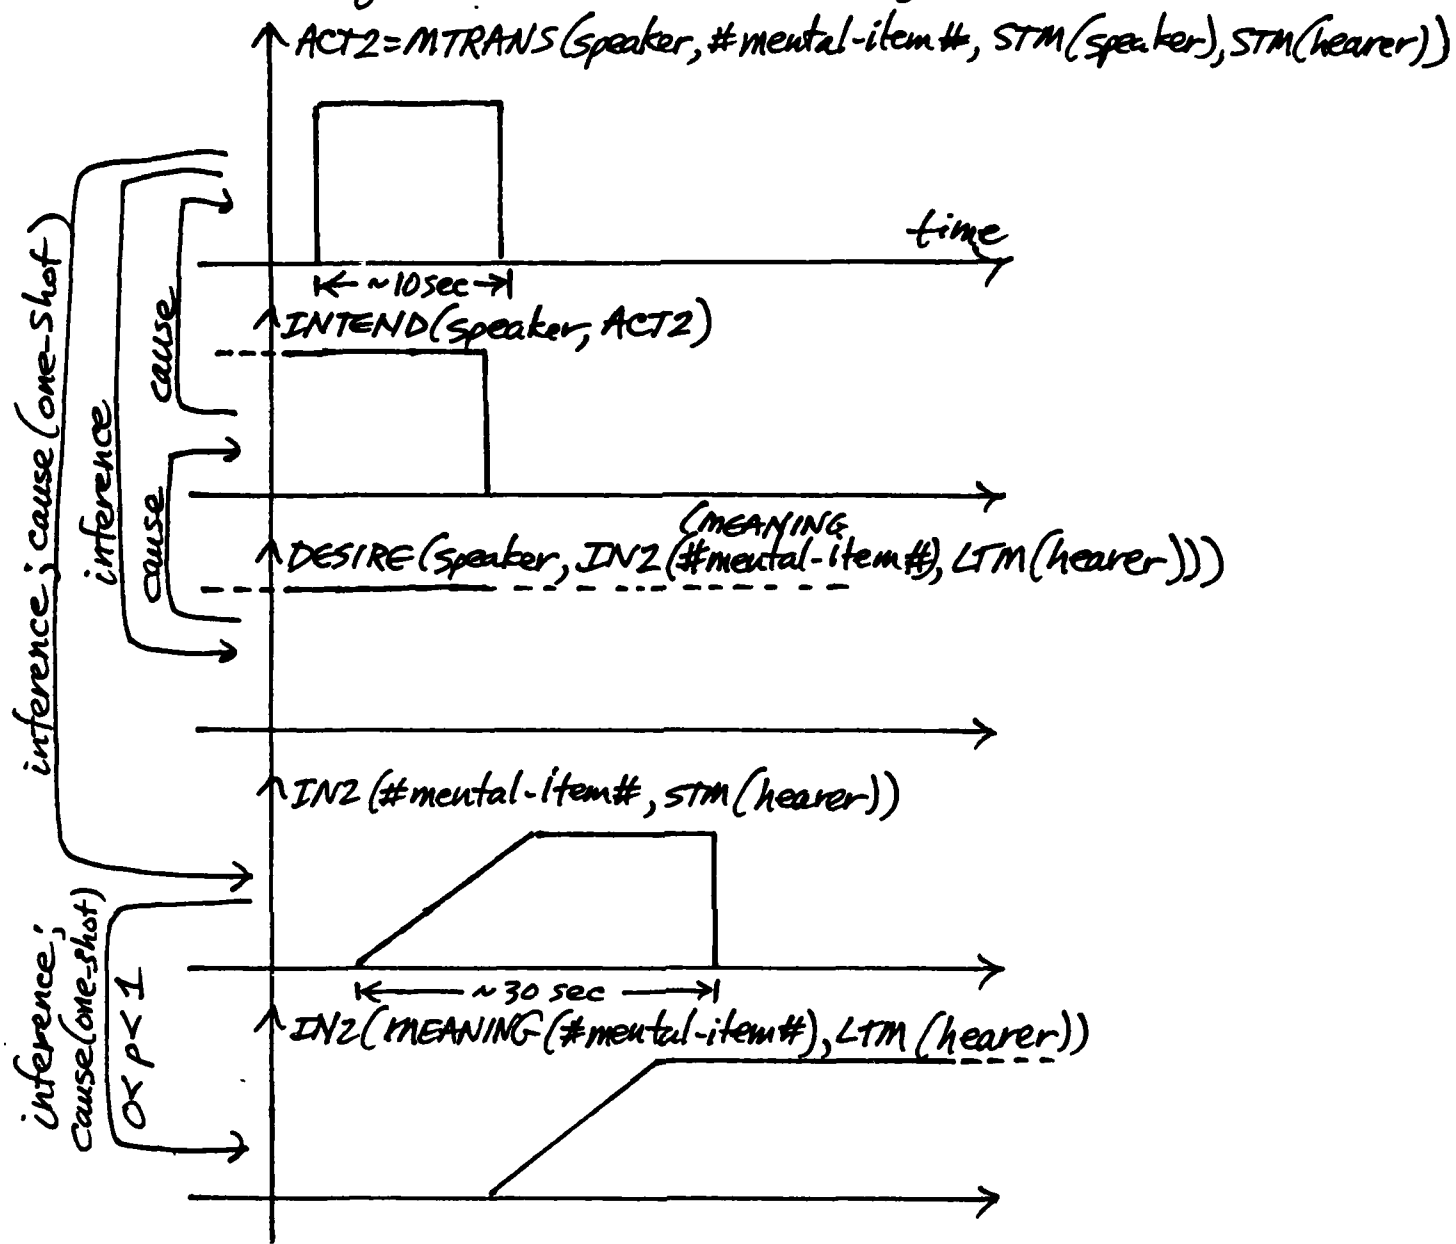 ACT2=MTRANS(speaker, #mental-item#, STM(speaker), STM(hearer))
time
~10sec
INTEND(speaker, ACT2)
(MEANING
DESIRE(speaker, IN2(#mental-item#), LTM(hearer)))
IN2(#mental-item#, STM(hearer))
~30 sec
IN2(MEANING(#mental-item#), LTM(hearer))
inference; cause (one-shot)
inference
cause
cause
inference;
cause(one-shot)
0<p<1